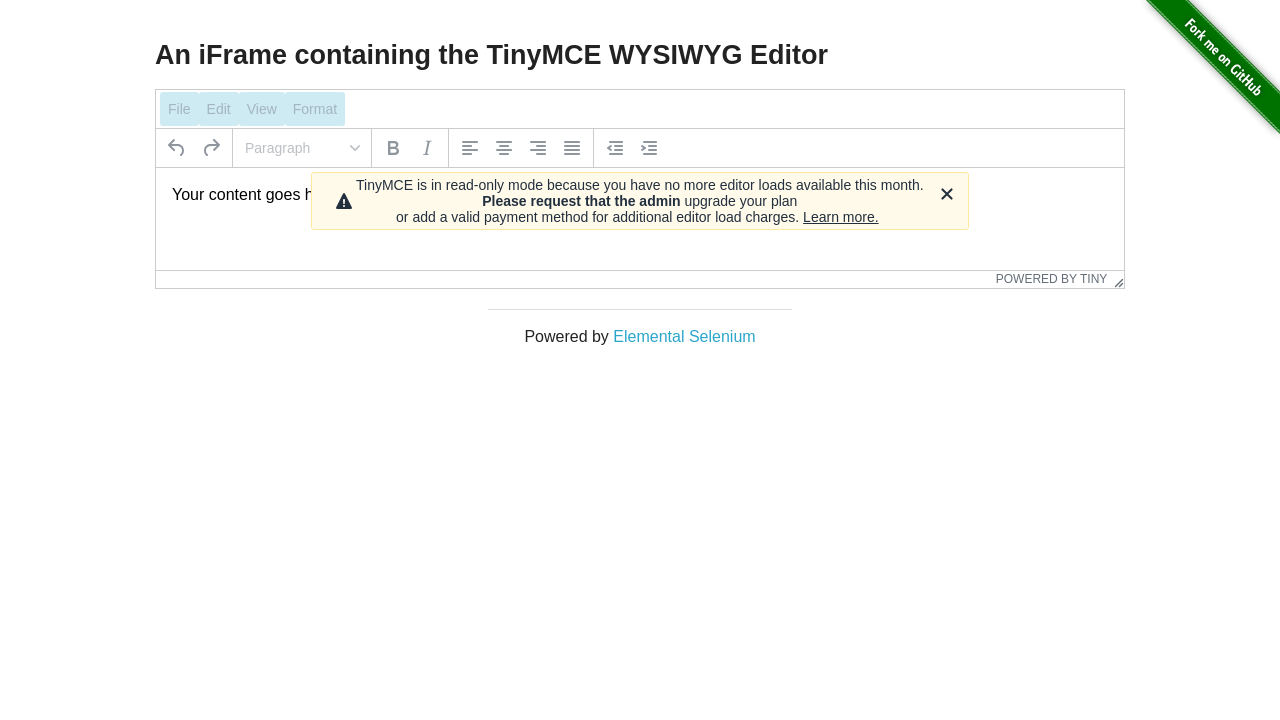 An iFrame containing the TinyMCE WYSIWYG Editor
Fork me on GitHub
File Edit View Format
Paragraph
Your content goes h
TinyMCE is in read-only mode because you have no more editor loads available this month.
Please request that the admin upgrade your plan
or add a valid payment method for additional editor load charges. Learn more.
POWERED BY TINY
Powered by Elemental Selenium